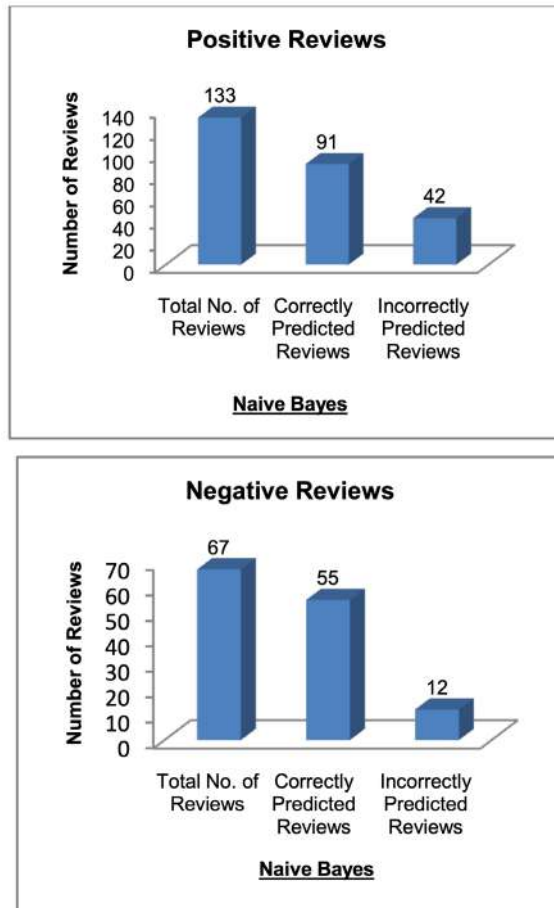 Positive Reviews
Number of Reviews
140
120
100
80
60
40
20
0
133
91
42
Total No. of
Reviews
Correctly
Predicted
Reviews
Incorrectly
Predicted
Reviews
Naive Bayes
Negative Reviews
Number of Reviews
70
60
50
40
30
20
10
0
67
55
12
Total No. of
Reviews
Correctly
Predicted
Reviews
Incorrectly
Predicted
Reviews
Naive Bayes